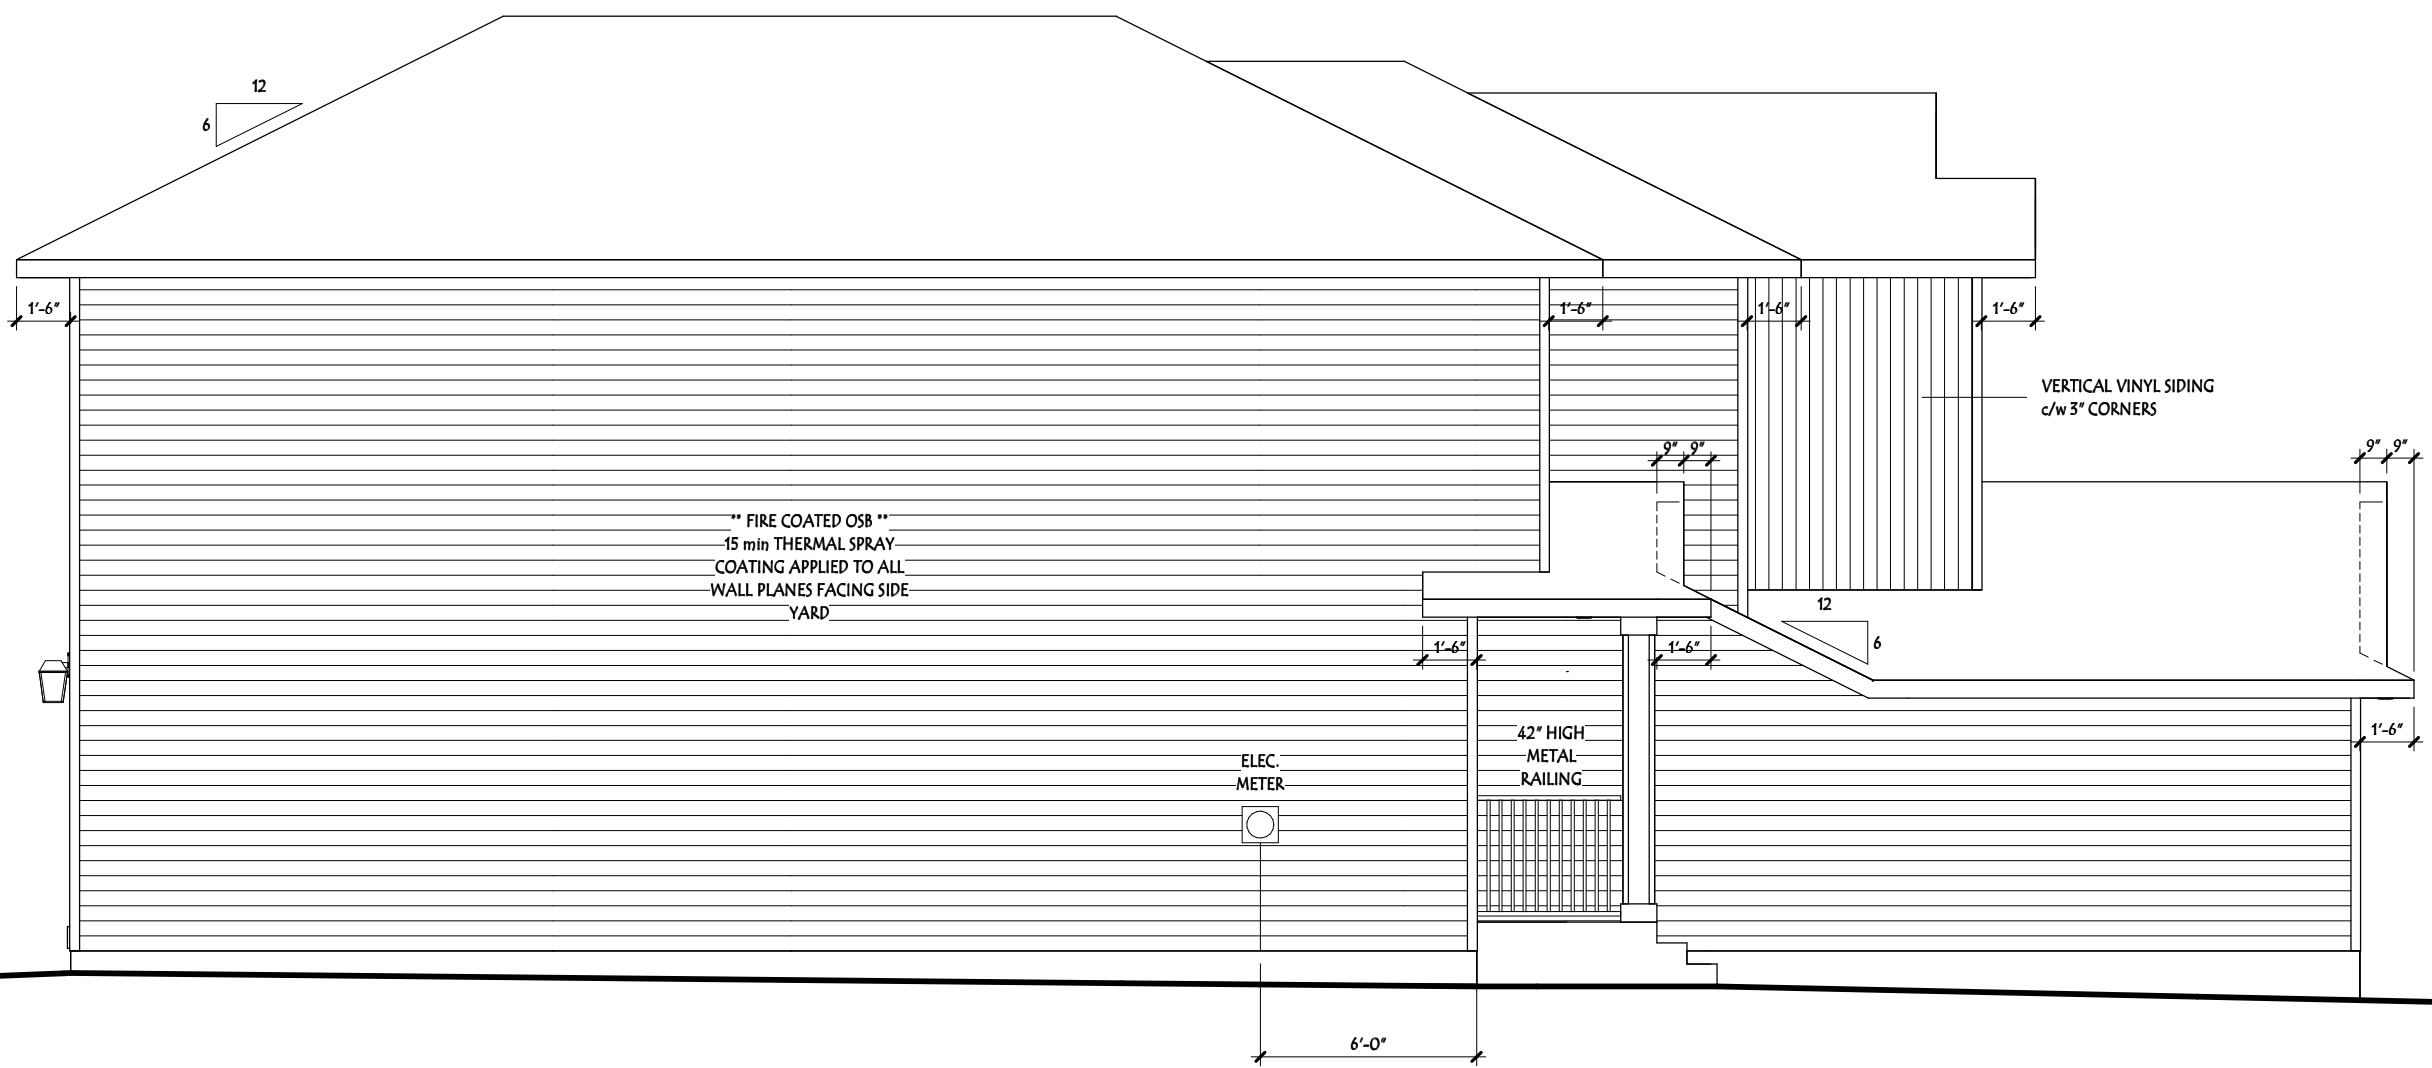 12
6
1'-6"
1'-6"
1'-6"
1'-6"
VERTICAL VINYL SIDING
c/w 3" CORNERS
9" 9"
9" 9"
** FIRE COATED OSB **
15 min THERMAL SPRAY
COATING APPLIED TO ALL
WALL PLANES FACING SIDE
YARD
12
6
1'-6"
1'-6"
42" HIGH
METAL
RAILING
1'-6"
ELEC.
METER
6'-0"